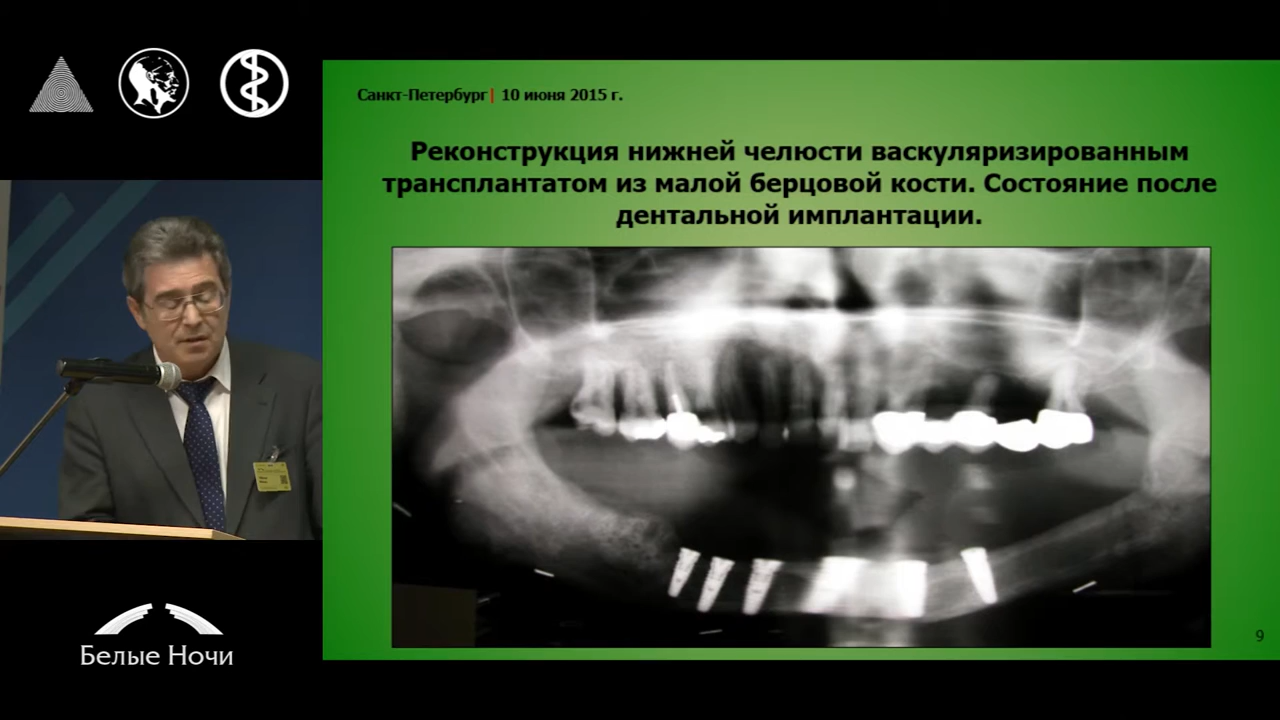 Санкт-Петербург| 10 июня 2015 г.
Реконструкция нижней челюсти васкуляризированным
трансплантатом из малой берцовой кости. Состояние после
дентальной имплантации.
9
Белые Ночи